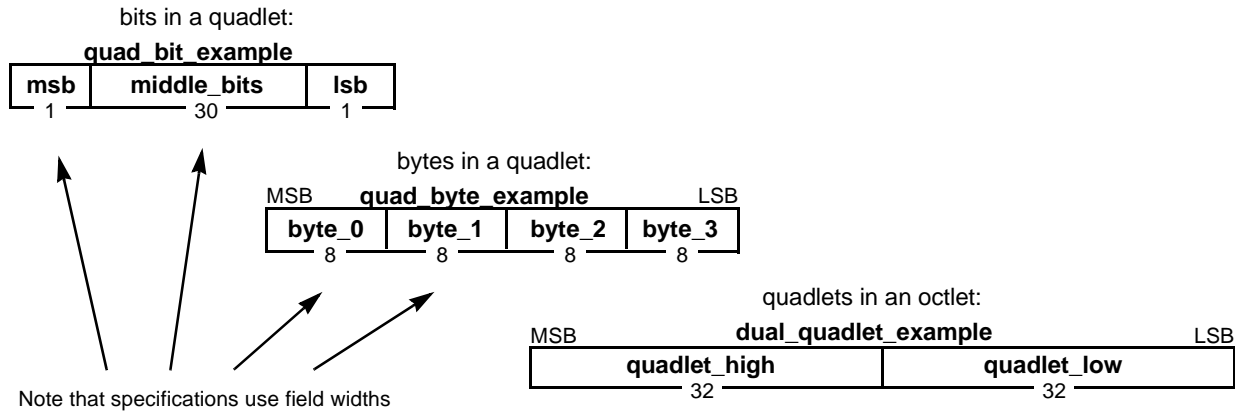 bits in a quadlet:
quad_bit_example
msb middle_bits lsb
1 30 1
bytes in a quadlet:
MSB quad_byte_example LSB
byte_0 byte_1 byte_2 byte_3
8 8 8 8
quadlets in an octlet:
MSB dual_quadlet_example LSB
quadlet_high quadlet_low
32 32
Note that specifications use field widths